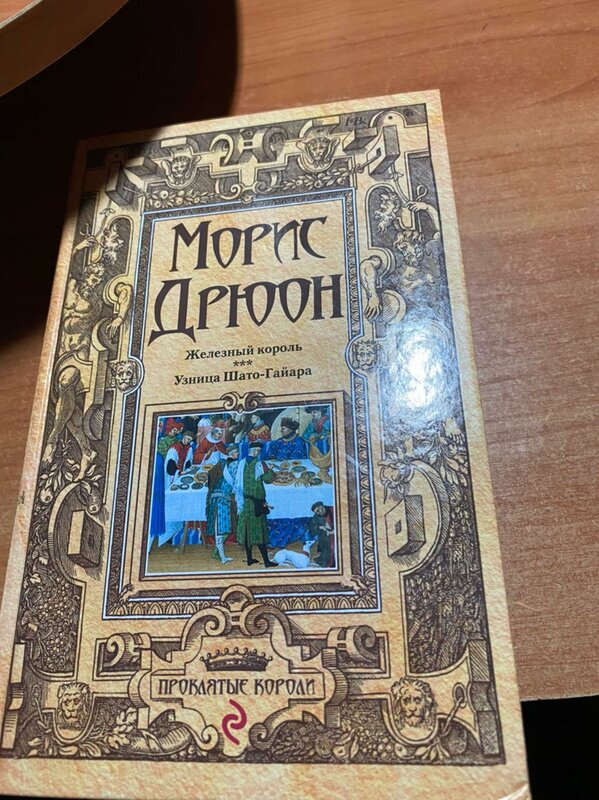 МОРИС
ДРЮОН
Железный король
***
Узница Шато-Гайара
ПРОКЛЯТЫЕ КОРОЛИ